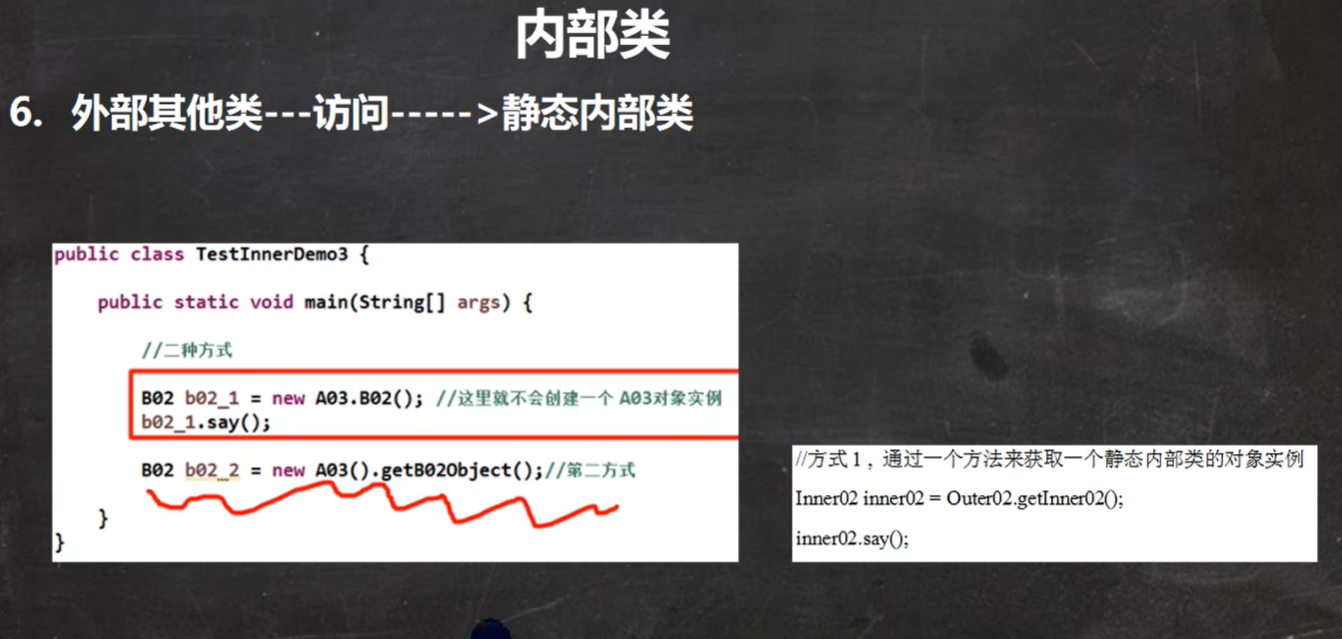 内部类
6. 外部其他类---访问----->静态内部类
public class TestInnerDemo3 {
public static void main(String[] args) {
//二种方式
B02 b02_1 = new A03.B02(); //这里就不会创建一个 A03对象实例
b02_1.say();
B02 b02_2 = new A03().getB02Object();//第二方式
}
}
//方式 1 , 通过一个方法来获取一个静态内部类的对象实例
Inner02 inner02 = Outer02.getInner02();
inner02.say();